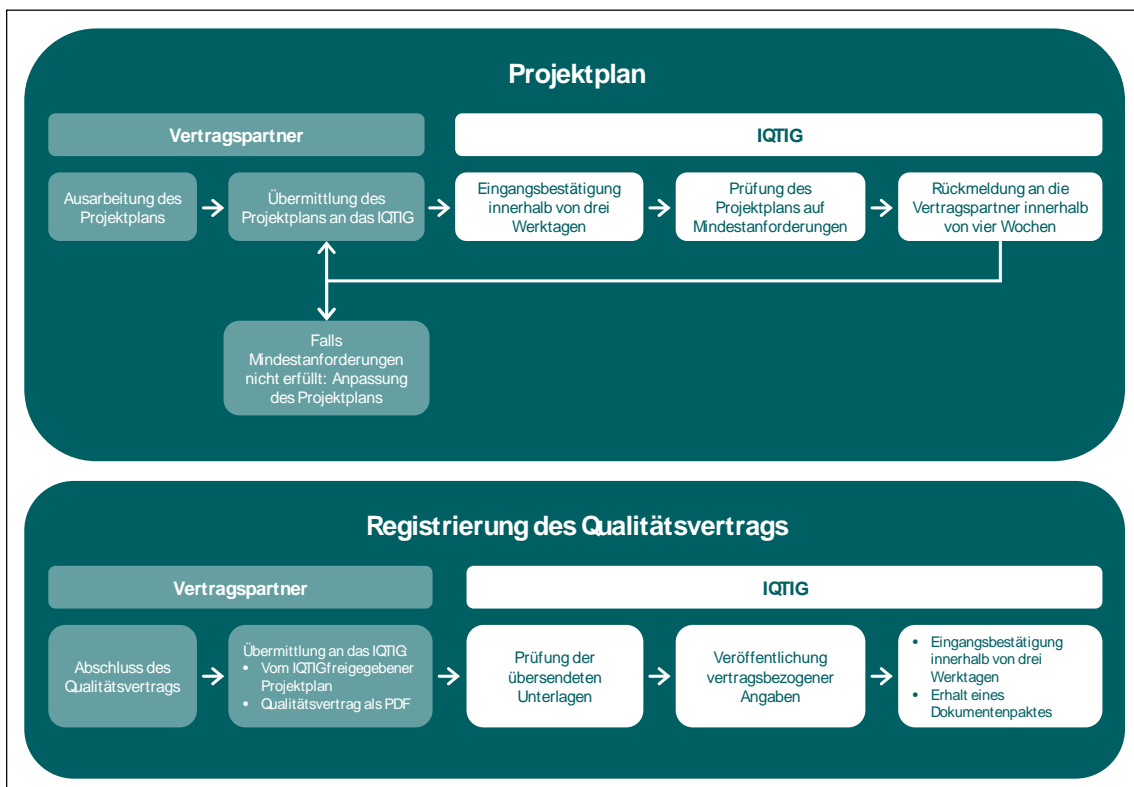 Projektplan
Vertragspartner
IQTIG
Ausarbeitung des
Projektplans
Übermittlung des
Projektplans an das IQTIG
Eingangsbestätigung
innerhalb von drei
Werktagen
Prüfung des
Projektplans auf
Mindestanforderungen
Rückmeldung an die
Vertragspartner innerhalb
von vier Wochen
Falls
Mindestanforderungen
nicht erfüllt: Anpassung
des Projektplans
Registrierung des Qualitätsvertrags
Vertragspartner
IQTIG
Abschluss des
Qualitätsvertrags
Übermittlung an das IQTIG:
• Vom IQTIG freigegebener
Projektplan
• Qualitätsvertrag als PDF
Prüfung der
übersendeten
Unterlagen
Veröffentlichung
vertragsbezogener
Angaben
• Eingangsbestätigung
innerhalb von drei
Werktagen
• Erhalt eines
Dokumentenpaktes